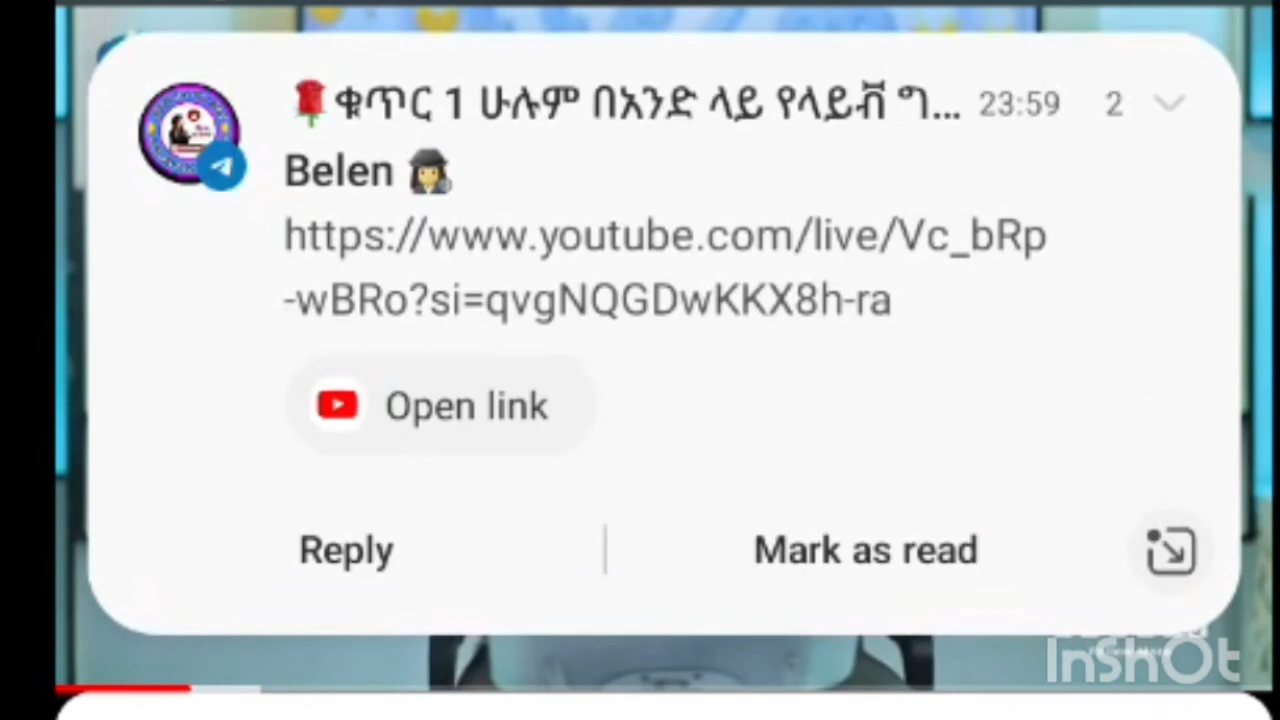 🌹ቁጥር 1 ሁሉም በአንድ ላይ የላይቭ ግ... 23:59 2
Belen 🕵️‍♀️
https://www.youtube.com/live/Vc_bRp
-wBRo?si=qvgNQGDwKKX8h-ra
Open link
Reply
Mark as read
InShOt